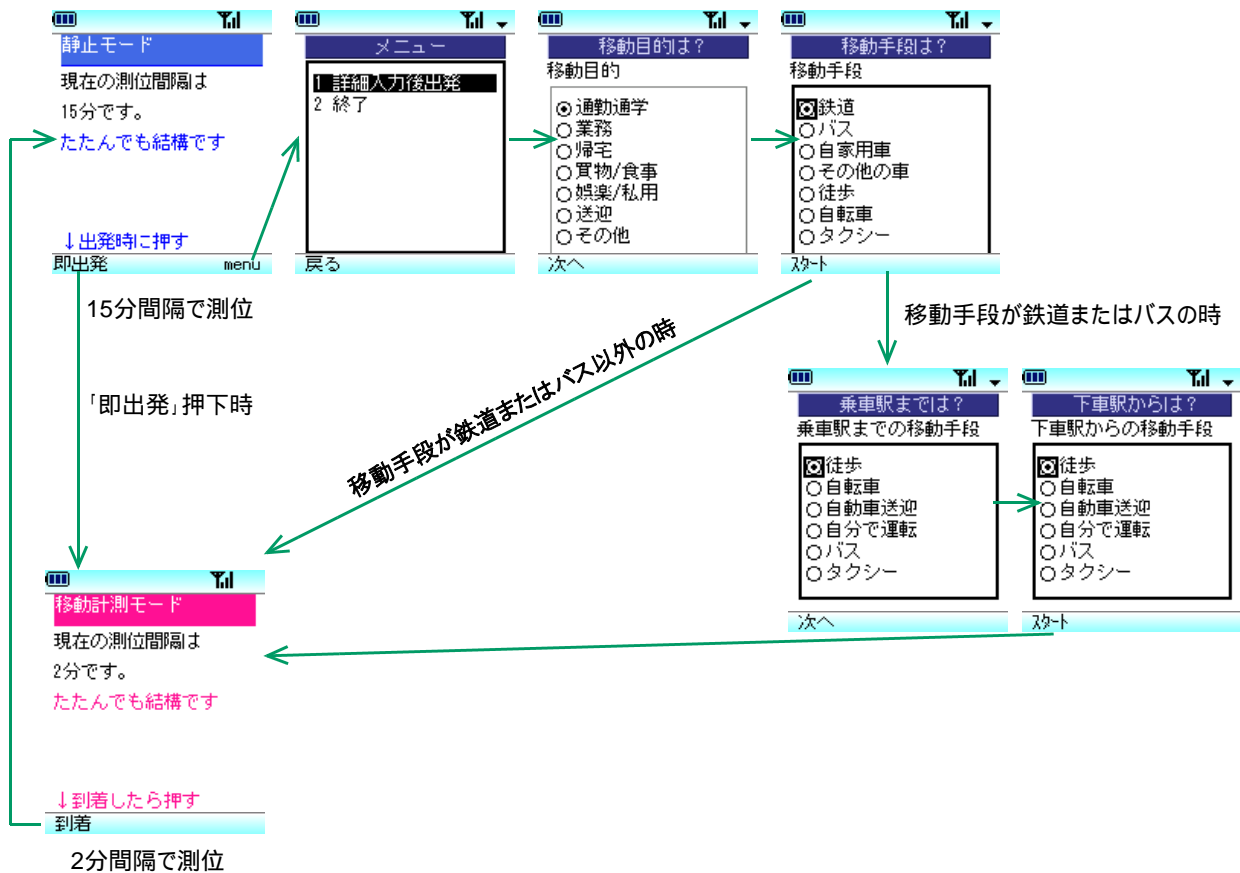 静止モード
現在の測位間隔は
15分です。
たたんでも結構です
↓出発時に押す
即出発 menu
メニュー
1 詳細入力後出発
2 終了
戻る
移動目的は？
移動目的
通勤通学
業務
帰宅
買物/食事
娯楽/私用
送迎
その他
次へ
移動手段は？
移動手段
鉄道
バス
自家用車
その他の車
徒歩
自転車
タクシー
スタート
15分間隔で測位
「即出発」押下時
移動手段が鉄道またはバス以外の時
移動手段が鉄道またはバスの時
乗車駅までは？
乗車駅までの移動手段
徒歩
自転車
自動車送迎
自分で運転
バス
タクシー
次へ
下車駅からは？
下車駅からの移動手段
徒歩
自転車
自動車送迎
自分で運転
バス
タクシー
スタート
移動計測モード
現在の測位間隔は
2分です。
たたんでも結構です
↓到着したら押す
到着
2分間隔で測位